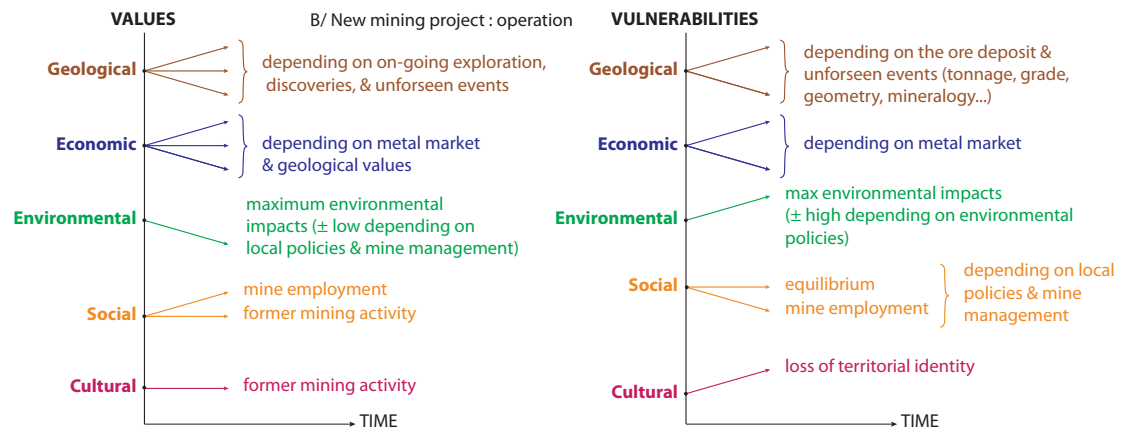 B/ New mining project : operation
VALUES
Geological
depending on on-going exploration,
discoveries, & unforseen events
Economic
depending on metal market
& geological values
Environmental
maximum environmental
impacts (± low depending on
local policies & mine management)
Social
mine employment
former mining activity
Cultural
former mining activity
TIME
VULNERABILITIES
Geological
depending on the ore deposit &
unforseen events (tonnage, grade,
geometry, mineralogy...)
Economic
depending on metal market
Environmental
max environmental impacts
(± high depending on environmental
policies)
Social
equilibrium
mine employment
depending on local
policies & mine
management
Cultural
loss of territorial identity
TIME